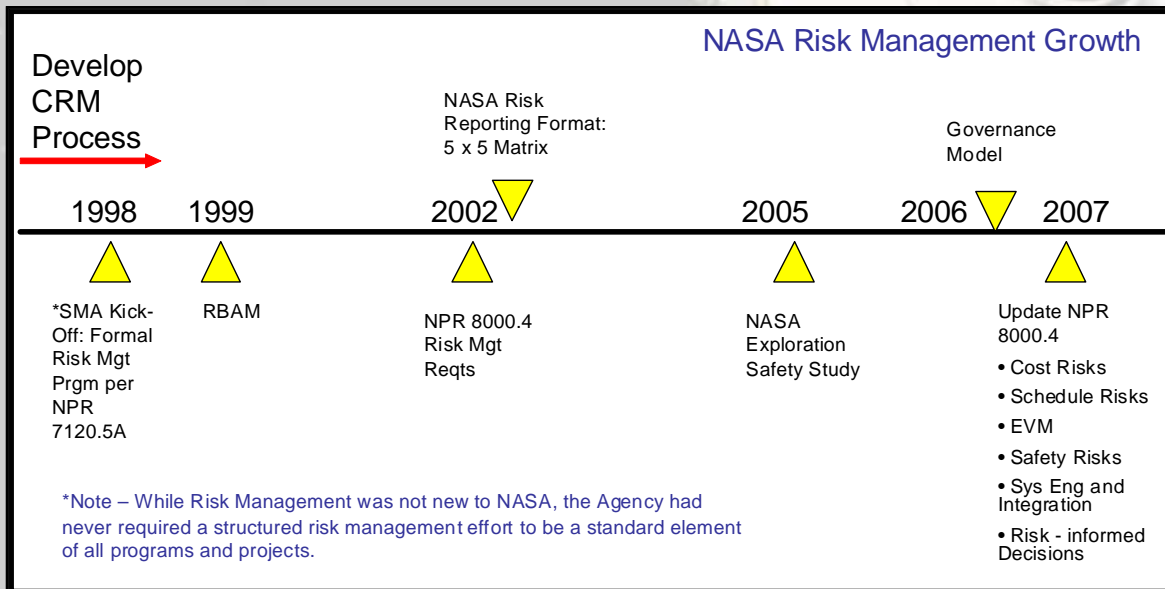 NASA Risk Management Growth
Develop
CRM
Process
NASA Risk
Reporting Format:
5 x 5 Matrix
Governance
Model
1998
1999
2002
2005
2006
2007
*SMA Kick-
Off: Formal
Risk Mgt
Prgm per
NPR
7120.5A
RBAM
NPR 8000.4
Risk Mgt
Reqts
NASA
Exploration
Safety Study
Update NPR
8000.4
• Cost Risks
• Schedule Risks
• EVM
• Safety Risks
• Sys Eng and
Integration
• Risk - informed
Decisions
*Note – While Risk Management was not new to NASA, the Agency had
never required a structured risk management effort to be a standard element
of all programs and projects.